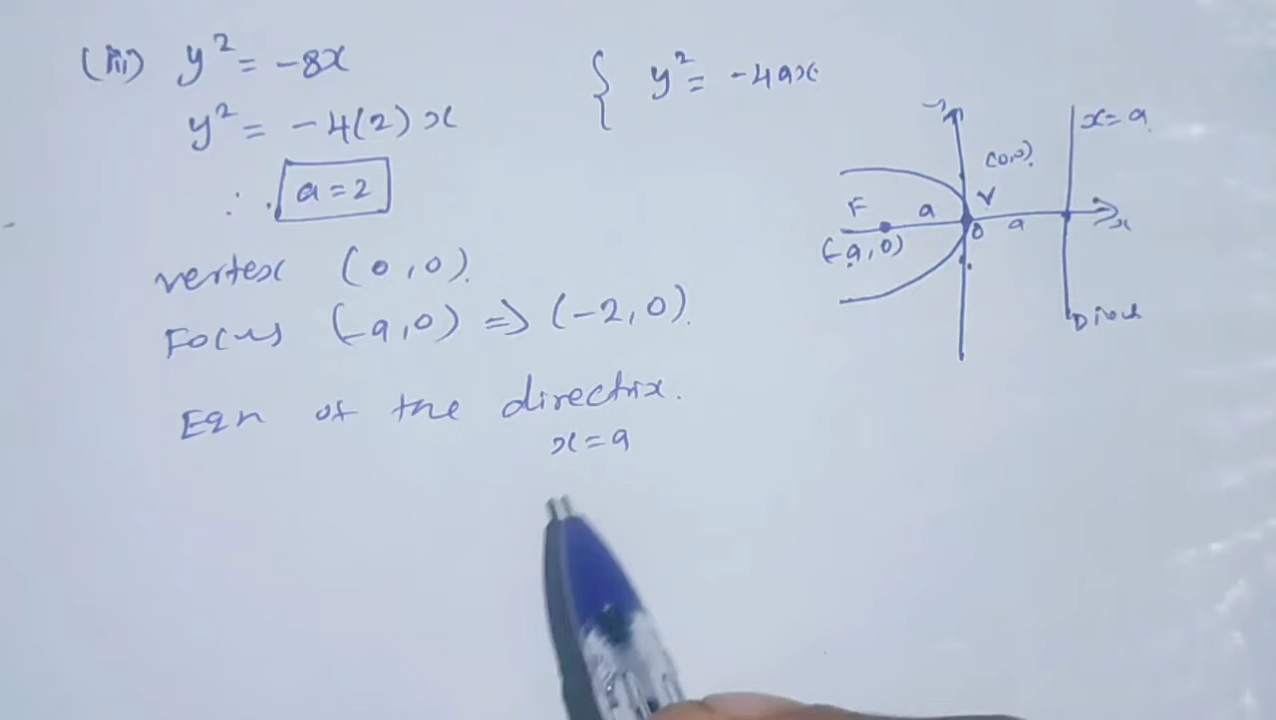 (iii) y² = -8x
y² = -4(2)x
∴ a = 2
vertex (0,0).
Focus (-a,0) ⇒ (-2,0).
Eqn of the directrix.
x = a
{ y² = -4ax
x = a
(0,0)
F a V
(-a,0) 0 a x